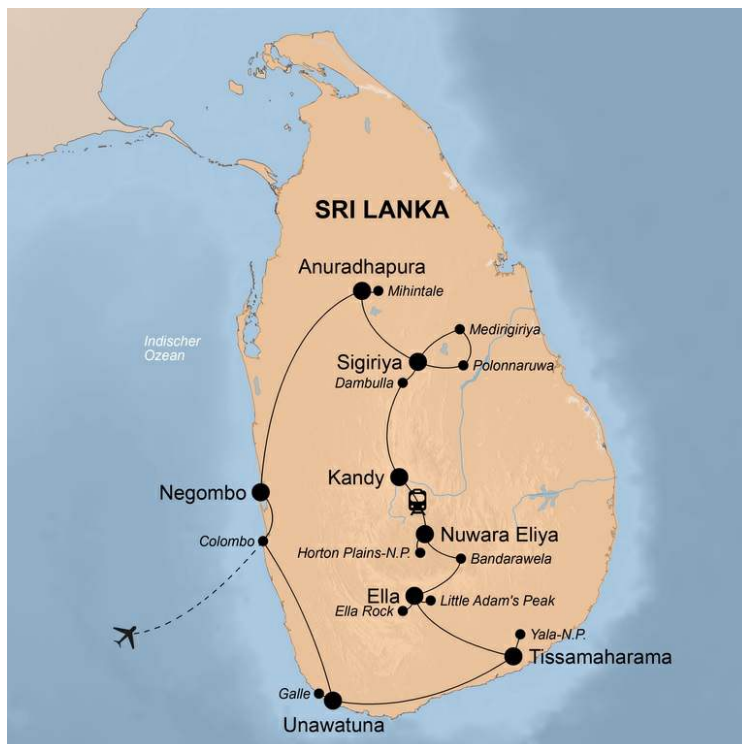 SRI LANKA
Anuradhapura
Mihintale
Medirigiriya
Indischer
Ozean
Sigiriya
Polonnaruwa
Dambulla
Kandy
Negombo
Nuwara Eliya
Colombo
Horton Plains-N.P.
Bandarawela
Ella
Little Adam's Peak
Ella Rock
Yala-N.P.
Tissamaharama
Galle
Unawatuna